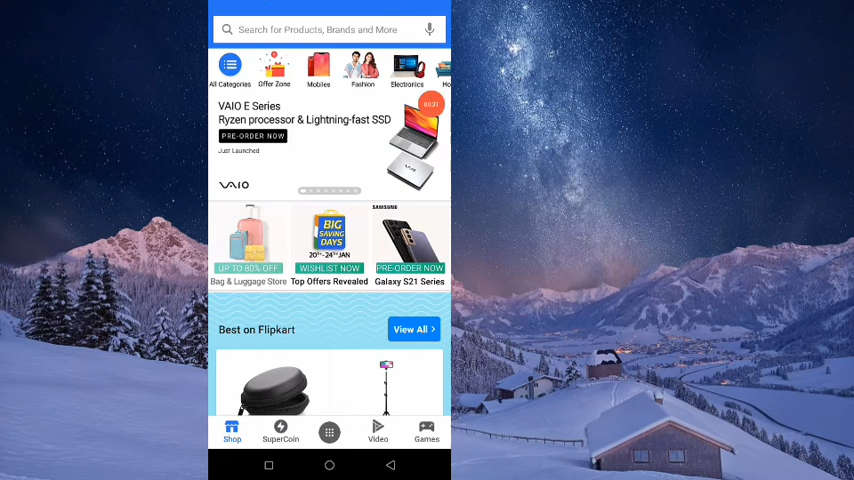 Search for Products, Brands and More
All Categories
Offer Zone
Mobiles
Fashion
Electronics
Ho
VAIO E Series
Ryzen processor & Lightning-fast SSD
PRE-ORDER NOW
Just Launched
VAIO
SAMSUNG
BIG
SAVING
DAYS
20TH-24TH JAN
UP TO 80% OFF
WISHLIST NOW
PRE-ORDER NOW
Bag & Luggage Store
Top Offers Revealed
Galaxy S21 Series
Best on Flipkart
View All
Shop
SuperCoin
Video
Games